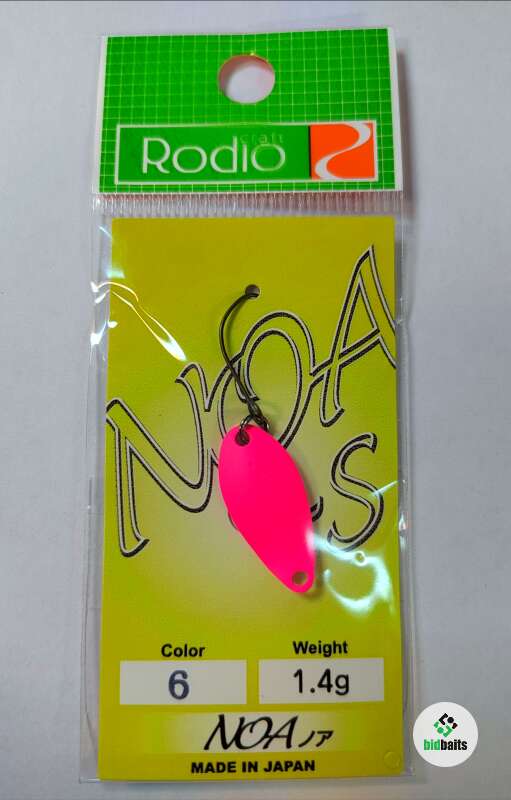 craft
Rodio
NOA
s
Color
Weight
6
1.4g
NOA ノア
MADE IN JAPAN
bidbaits